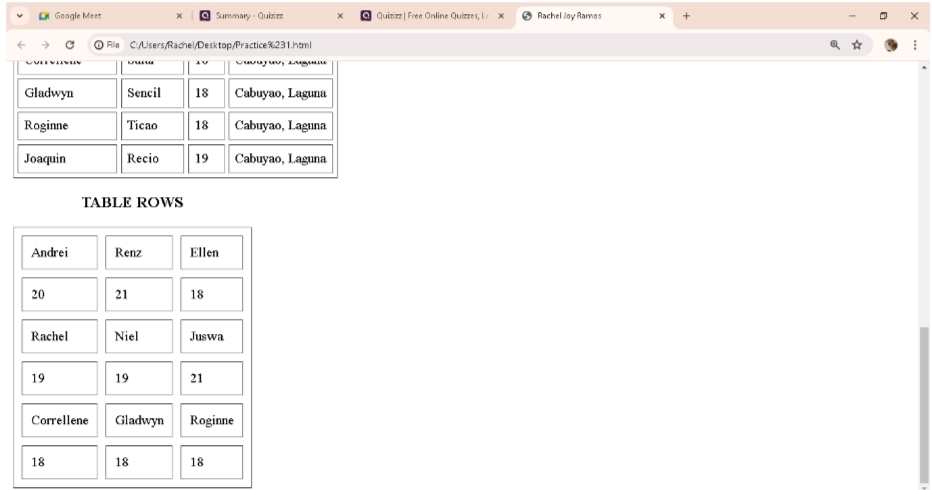 Google Meet
Summary - Quizizz
Quizizz | Free Online Quizzes, L
Rachel Joy Ramos
File C:/Users/Rachel/Desktop/Practice%231.html
Correllene 18 Cabuyao, Laguna
Gladwyn Sencil 18 Cabuyao, Laguna
Roginne Ticao 18 Cabuyao, Laguna
Joaquin Recio 19 Cabuyao, Laguna
TABLE ROWS
Andrei Renz Ellen
20 21 18
Rachel Niel Juswa
19 19 21
Correllene Gladwyn Roginne
18 18 18